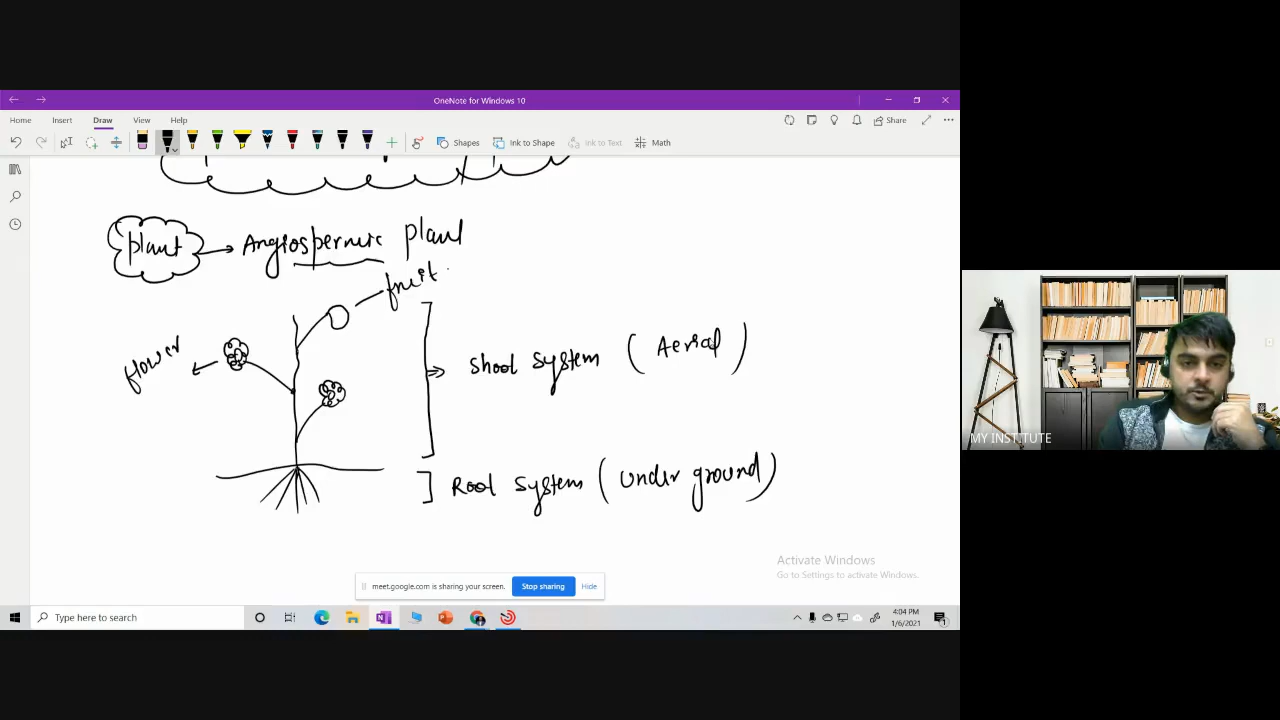 OneNote for Windows 10
Home Insert Draw View Help Share
Shapes Ink to Shape Ink to Text Math
plant → Angiospermic plant
fruit
flower
Shoot System (Aerial)
Root System (Under ground)
Activate Windows
Go to Settings to activate Windows.
meet.google.com is sharing your screen. Stop sharing Hide
Type here to search
4:04 PM
1/6/2021
MY INSTITUTE